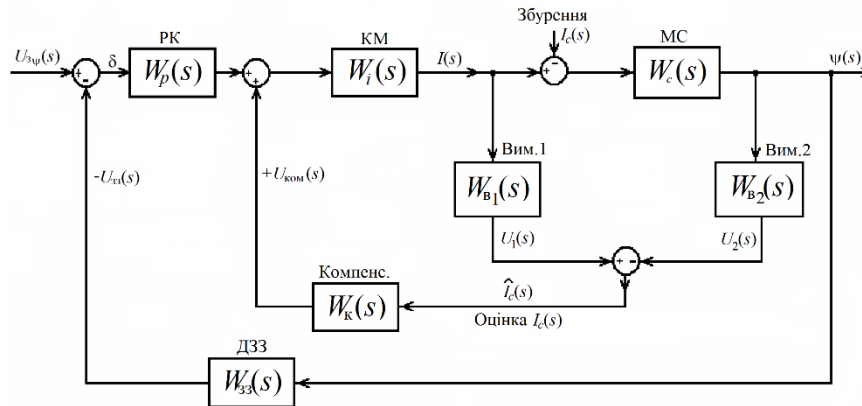 Збурення
РК
КМ
I_c(s)
МС
U_зψ(s)
+
-
δ
W_p(s)
+
+
W_i(s)
I(s)
+
-
W_c(s)
ψ(s)
Вим.1
Вим.2
-U_зз(s)
+U_ком(s)
W_в1(s)
W_в2(s)
U_1(s)
U_2(s)
+
-
Компенс.
Î_c(s)
W_к(s)
Оцінка I_c(s)
ДЗЗ
W_зз(s)